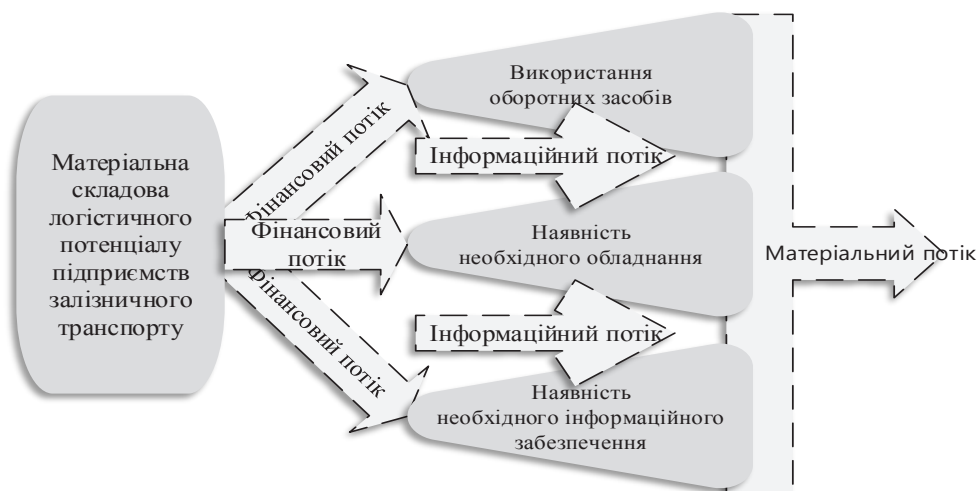 Матеріальна
складова
логістичного
потенціалу
підприємств
залізничного
транспорту
Фінансовий потік
Фінансовий
потік
Фінансовий потік
Використання
оборотних засобів
Інформаційний потік
Наявність
необхідного обладнання
Інформаційний потік
Наявність
необхідного інформаційного
забезпечення
Матеріальний потік